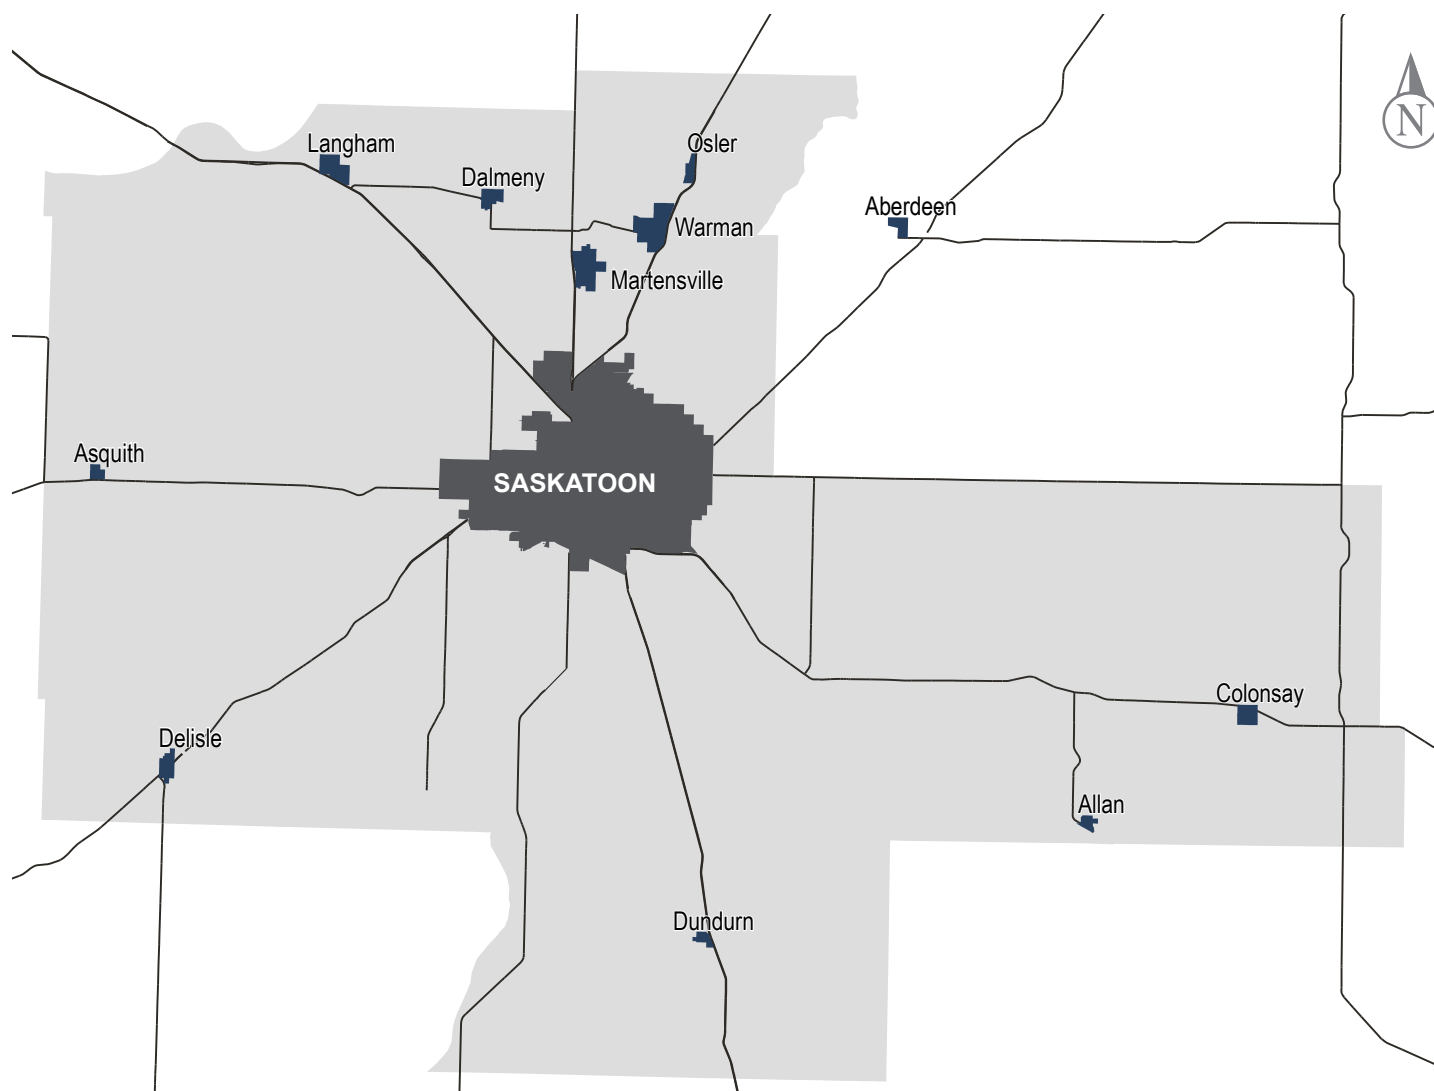 Langham
Osler
Dalmeny
N
Aberdeen
Warman
Martensville
Asquith
SASKATOON
Colonsay
Delisle
Allan
Dundurn